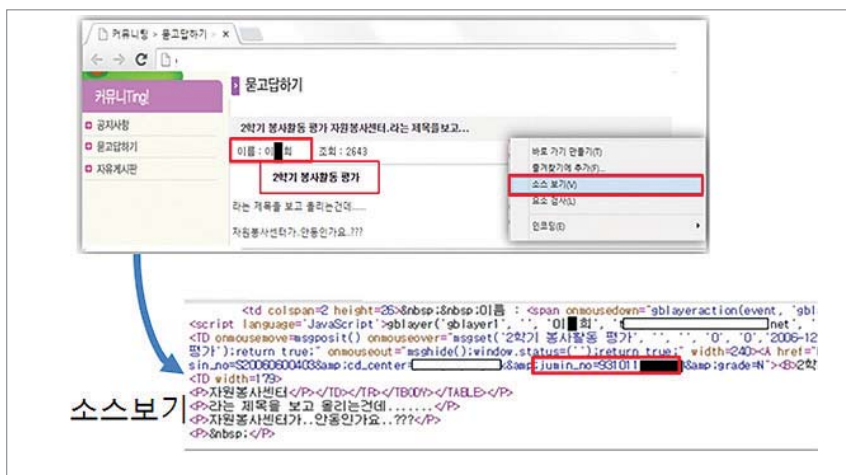 커뮤니팅 > 묻고답하기 ×
커뮤니Ting!
공지사항
묻고답하기
자유게시판
묻고답하기
2학기 봉사활동 평가 자원봉사센터.라는 제목을보고...
이름 : 이 희 조회 : 2643
2학기 봉사활동 평가
라는 제목을 보고 올리는건데......
자원봉사센터가.안동인가요.???
바로 가기 만들기(T)
즐겨찾기에 추가(F)...
소스 보기(V)
요소 검사(L)
인코딩(E)
소스보기
<td colspan=2 height=26>&nbsp;&nbsp;이름 : <span onmousedown="gblayeraction(event, 'gbl
<script language='JavaScript'>gblayer('gblayer1', '', '이 희', ' net', '
<TD onmousemove=msgposit() onmouseover="msgset('2학기 봉사활동 평가', '', '', '0', '0','2006-12
평가');return true;" onmouseout="msghide();window.status=('');return true;" width=240><A href="
sin_no=S20060600403&amp;cd_center= &amp;jumin_no=931011 &amp;grade=N"><B>2학
<TD width=179>
<P>자원봉사센터</P></TD></TR></TBODY></TABLE></P>
<P>라는 제목을 보고 올리는건데.......</P>
<P>자원봉사센터가..안동인가요..???</P>
<P>&nbsp;</P>